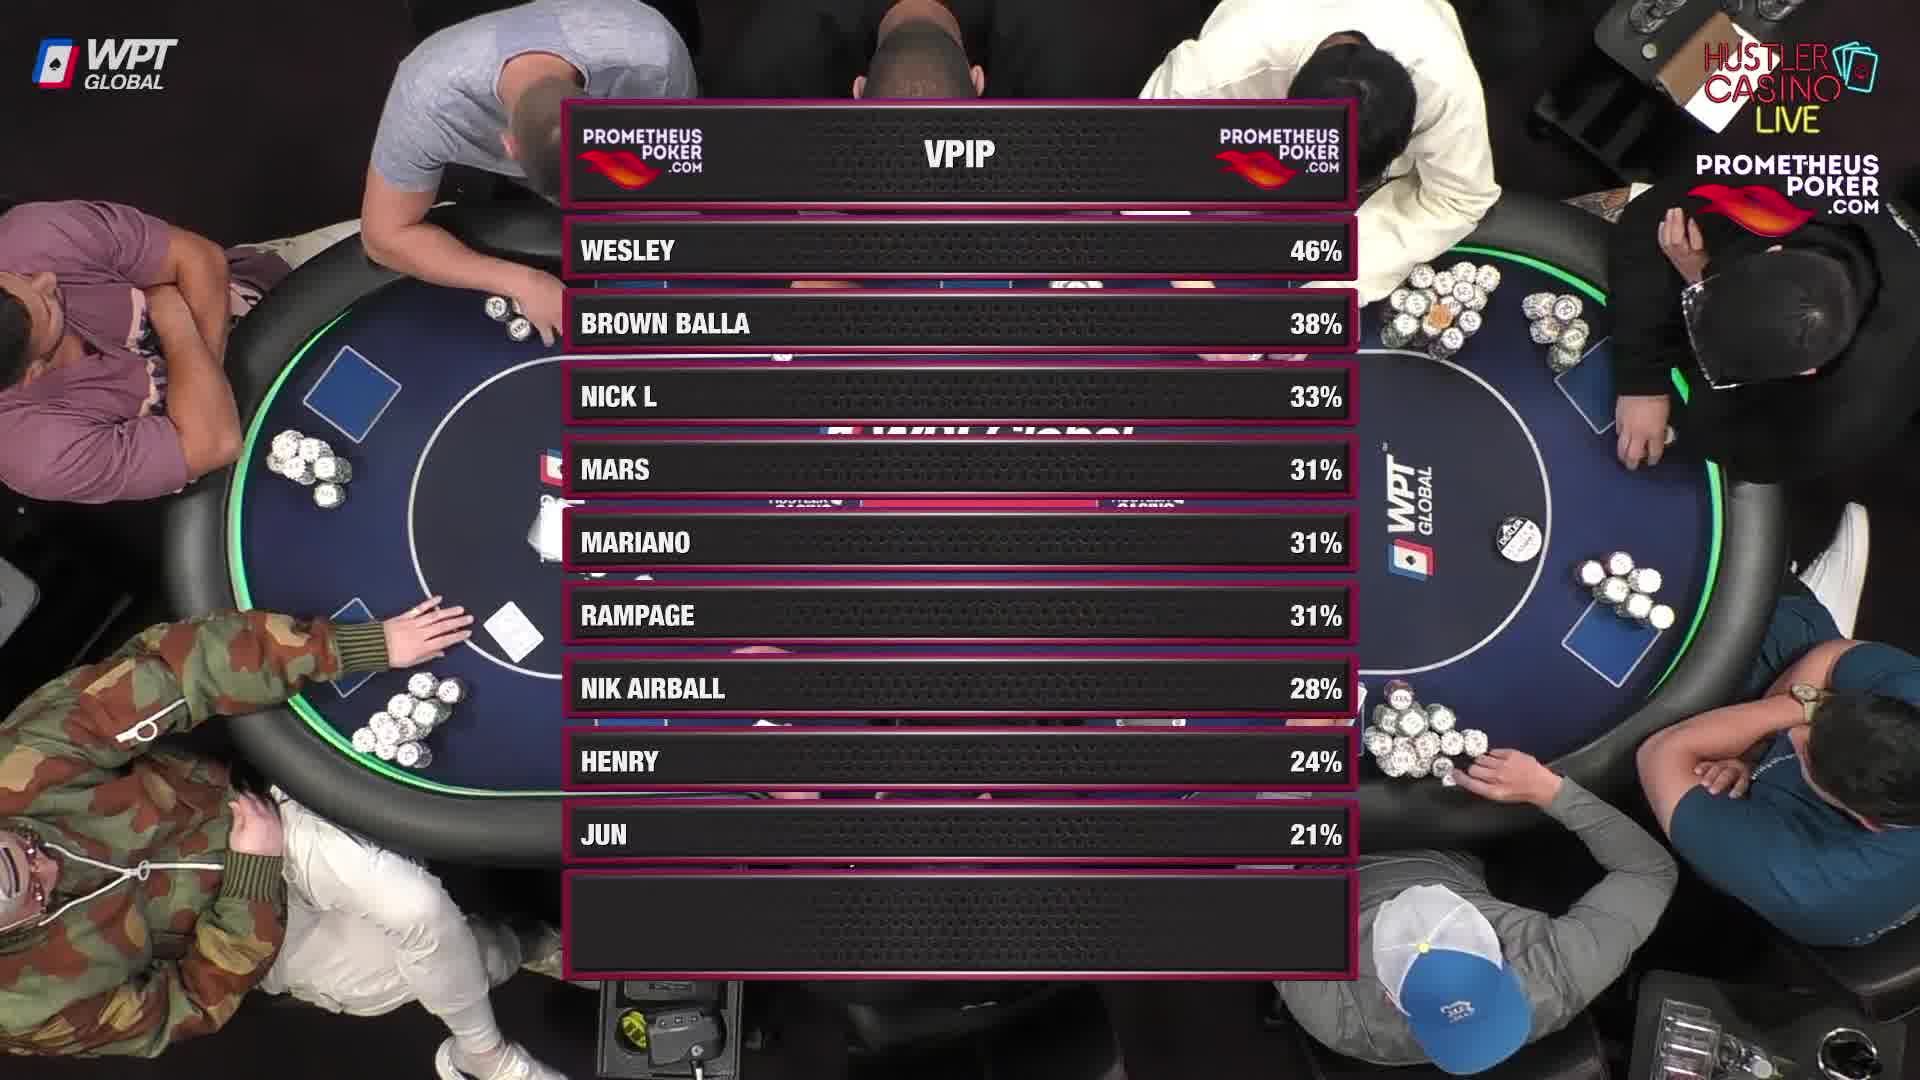 WPT
GLOBAL
HUSTLER
CASINO
LIVE
PROMETHEUS
POKER
.COM
PROMETHEUS
POKER
.COM
VPIP
PROMETHEUS
POKER
.COM
WESLEY 46%
BROWN BALLA 38%
NICK L 33%
MARS 31%
MARIANO 31%
RAMPAGE 31%
NIK AIRBALL 28%
HENRY 24%
JUN 21%
WPT
GLOBAL
DEALER